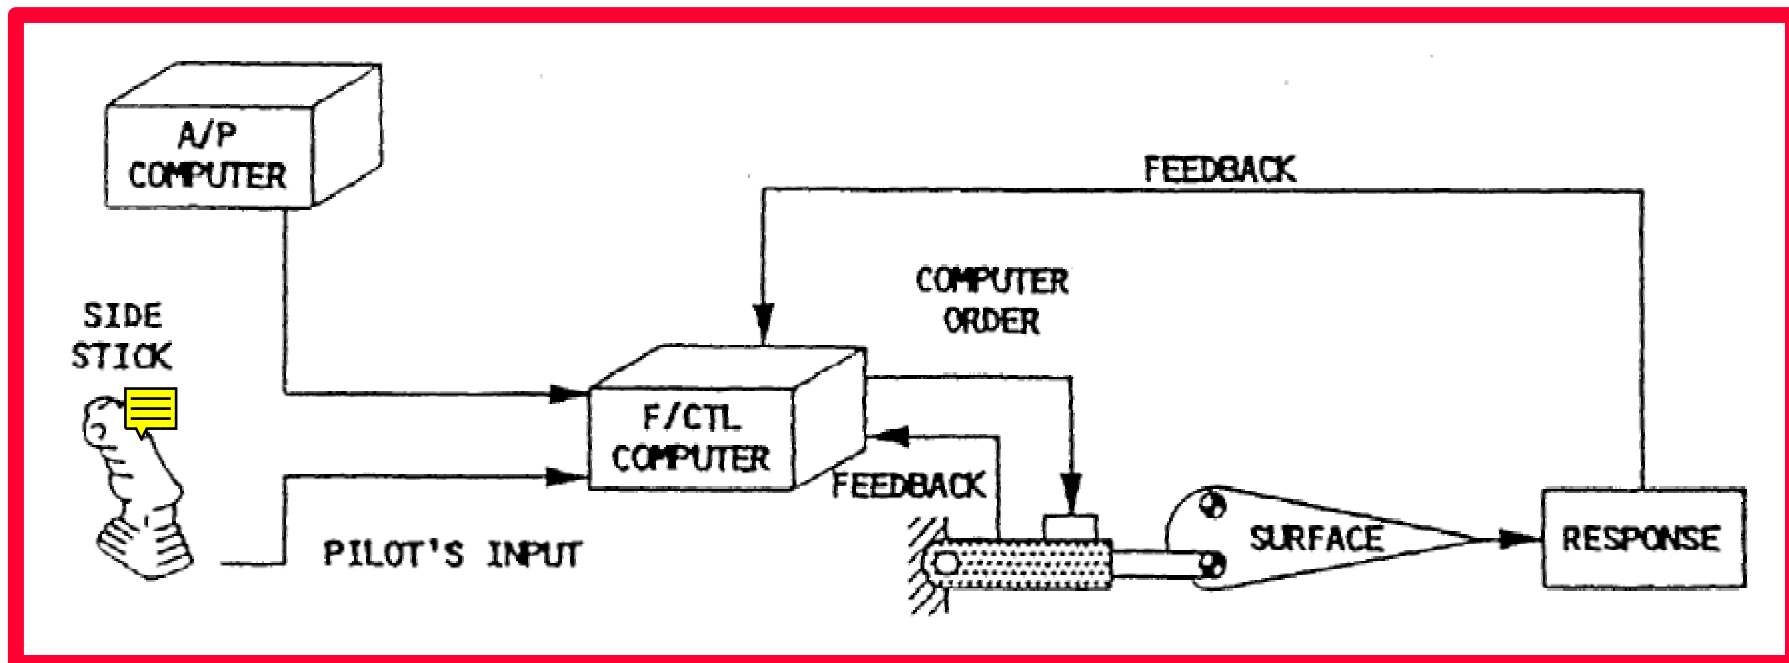 A/P
COMPUTER
FEEDBACK
COMPUTER
ORDER
SIDE
STICK
F/CTL
COMPUTER
FEEDBACK
PILOT'S INPUT
SURFACE
RESPONSE